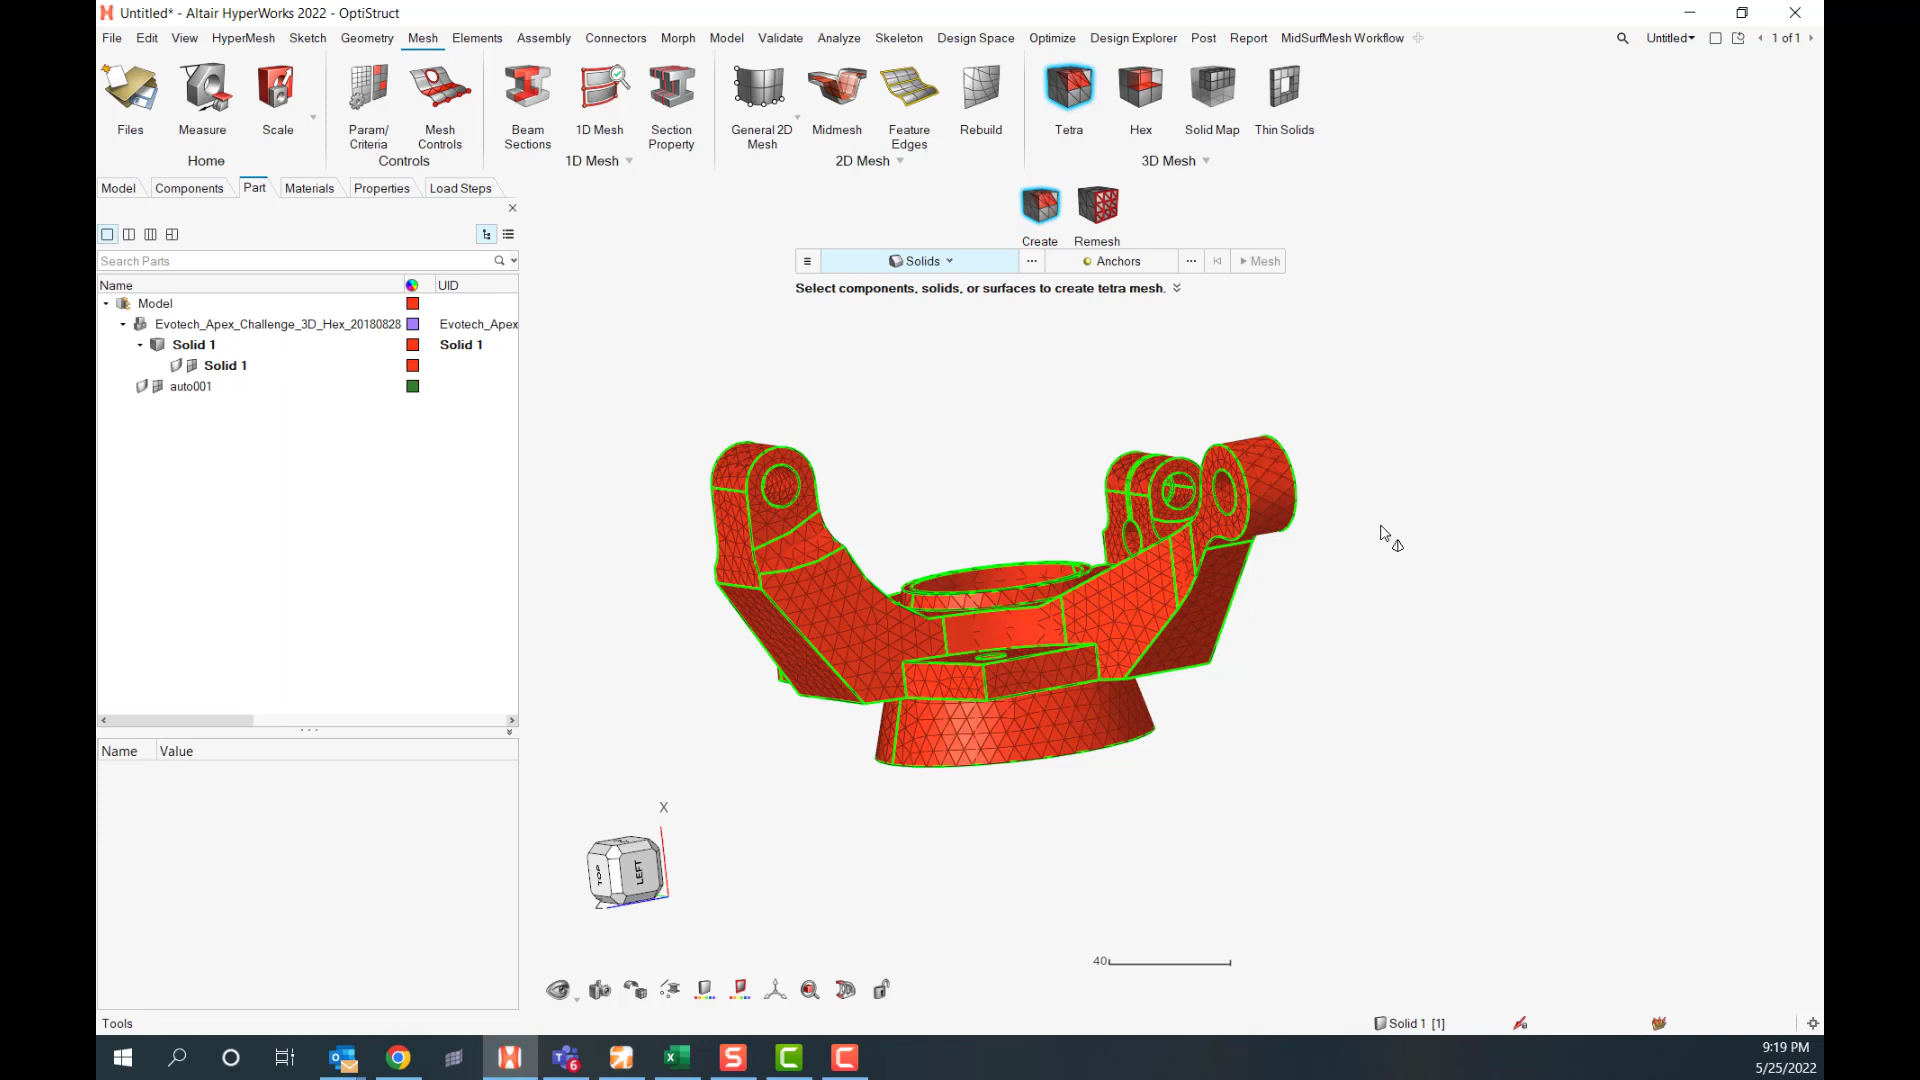 Untitled* - Altair HyperWorks 2022 - OptiStruct
File Edit View HyperMesh Sketch Geometry Mesh Elements Assembly Connectors Morph Model Validate Analyze Skeleton Design Space Optimize Design Explorer Post Report MidSurfMesh Workflow Untitled 1 of 1
Files Measure Scale Param/ Criteria Mesh Controls Beam Sections 1D Mesh Section Property General 2D Mesh Midmesh Feature Edges Rebuild Tetra Hex Solid Map Thin Solids
Home Controls 1D Mesh 2D Mesh 3D Mesh
Model Components Part Materials Properties Load Steps
Create Remesh
Search Parts
Solids ... Anchors ... Mesh
Select components, solids, or surfaces to create tetra mesh.
Name UID
Model
Evotech_Apex_Challenge_3D_Hex_20180828 Evotech_Apex
Solid 1 Solid 1
Solid 1
auto001
Name Value
X
TOP LEFT
Z
40
Tools
Solid 1 [1]
6
9:19 PM
5/25/2022